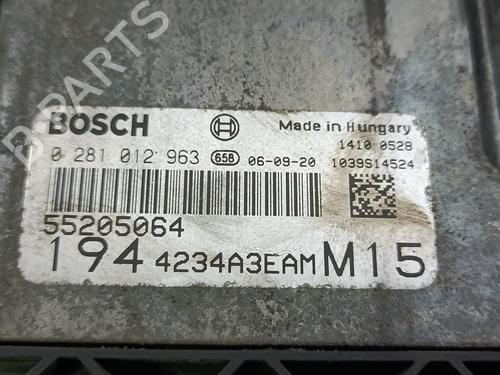 B-PARTS
BOSCH
Made in Hungary
1410 0528
0 281 012 963 65B 06-09-20 1039S14524
55205064
194 4234A3EAM M15